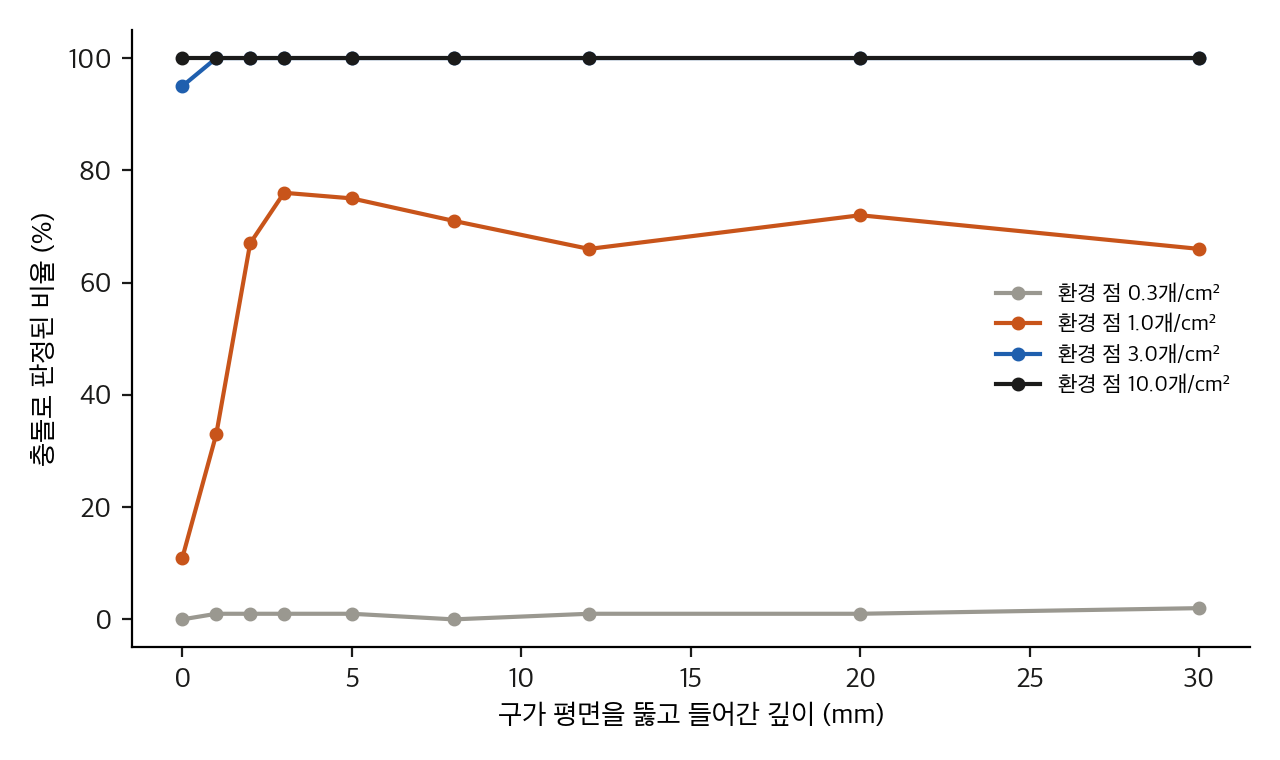 충돌로 판정된 비율 (%)
100
80
60
40
20
0
환경 점 0.3개/cm²
환경 점 1.0개/cm²
환경 점 3.0개/cm²
환경 점 10.0개/cm²
0 5 10 15 20 25 30
구가 평면을 뚫고 들어간 깊이 (mm)